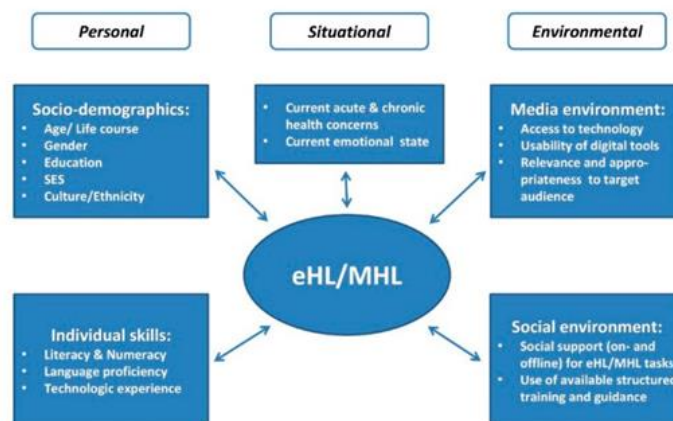 Personal
Situational
Environmental
Socio-demographics:
• Age/ Life course
• Gender
• Education
• SES
• Culture/Ethnicity
• Current acute & chronic
health concerns
• Current emotional state
Media environment:
• Access to technology
• Usability of digital tools
• Relevance and appro-
priateness to target
audience
eHL/MHL
Individual skills:
• Literacy & Numeracy
• Language proficiency
• Technologic experience
Social environment:
• Social support (on- and
offline) for eHL/MHL tasks
• Use of available structured
training and guidance